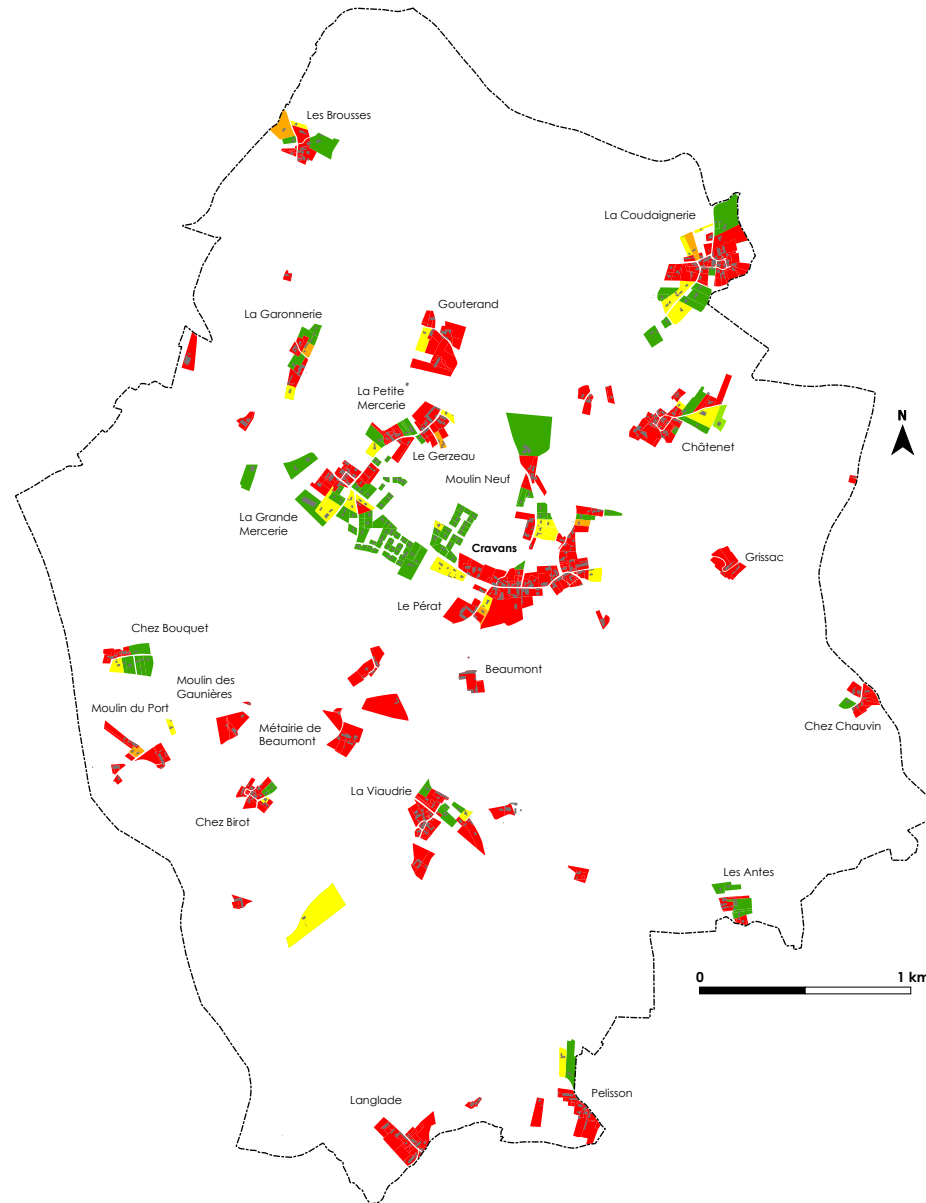 Les Brousses
La Coudaignerie
Gouterand
La Garonnerie
La Petite
Mercerie
N
Le Gerzeau
Châtenet
Moulin Neuf
La Grande
Mercerie
Cravans
Grissac
Le Pérat
Chez Bouquet
Beaumont
Moulin des
Gaunières
Moulin du Port
Métairie de
Beaumont
Chez Chauvin
La Viaudrie
Chez Birot
Les Antes
0 1 km
Pelisson
Langlade